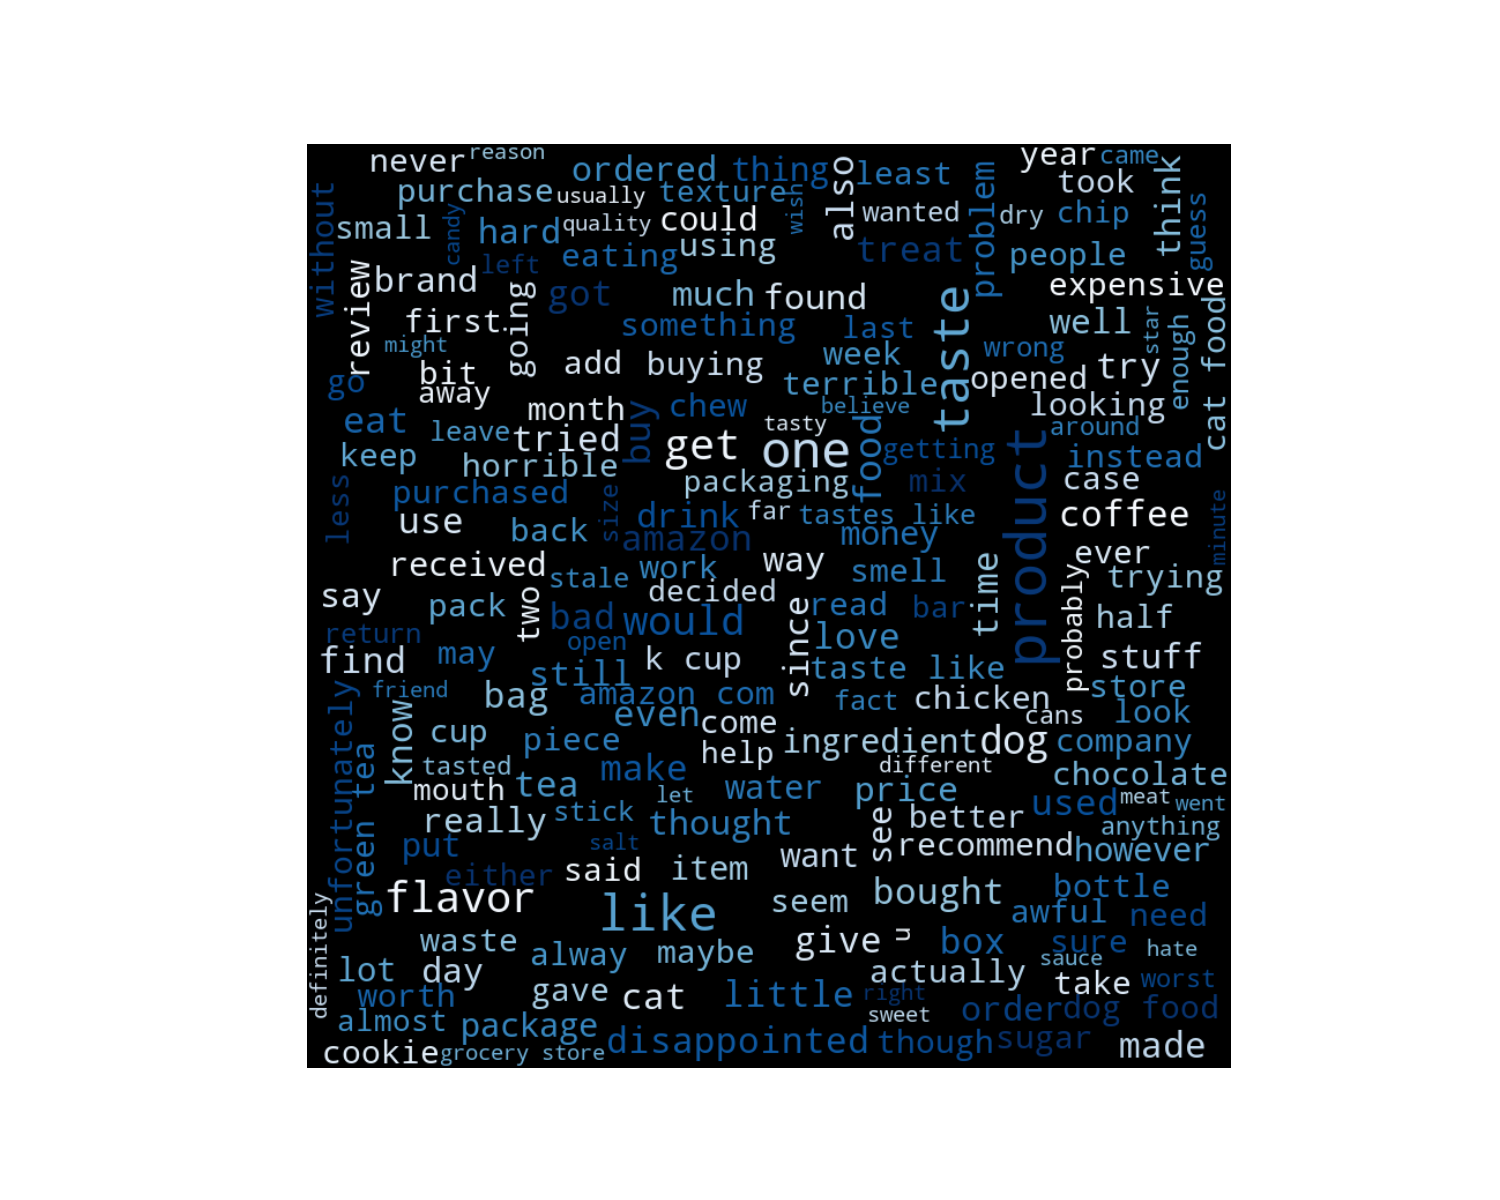 never
reason
ordered
thing
also
least
problem
year
came
took
think
without
purchase
usually
texture
wish
wanted
dry
chip
guess
small
candy
hard
quality
could
using
treat
people
left
eating
review
brand
going
got
much
found
taste
expensive
cat food
first
something
last
well
star
enough
might
add
buying
week
wrong
try
go
bit
away
terrible
opened
month
buy
chew
believe
looking
eat
leave
tried
tasty
food
around
keep
horrible
get
one
getting
product
instead
less
purchased
size
packaging
mix
case
minute
use
back
drink
far
tastes like
coffee
amazon
money
ever
received
stale
work
way
smell
time
probably
trying
say
pack
two
decided
since
read
bar
half
return
bad
would
open
love
find
may
still
k cup
taste like
stuff
unfortunately
friend
bag
amazon com
fact
chicken
store
know
even
come
cans
look
green tea
cup
piece
help
ingredient
dog
company
tasted
make
different
chocolate
mouth
tea
let
water
price
used
meat
went
really
stick
thought
see
better
anything
put
salt
want
recommend
however
either
said
item
flavor
like
seem
bought
bottle
definitely
awful
need
waste
alway
maybe
give
n
box
sure
hate
lot
day
actually
sauce
worth
gave
cat
little
right
take
worst
almost
package
sweet
order
dog food
cookie
grocery store
disappointed
though
sugar
made